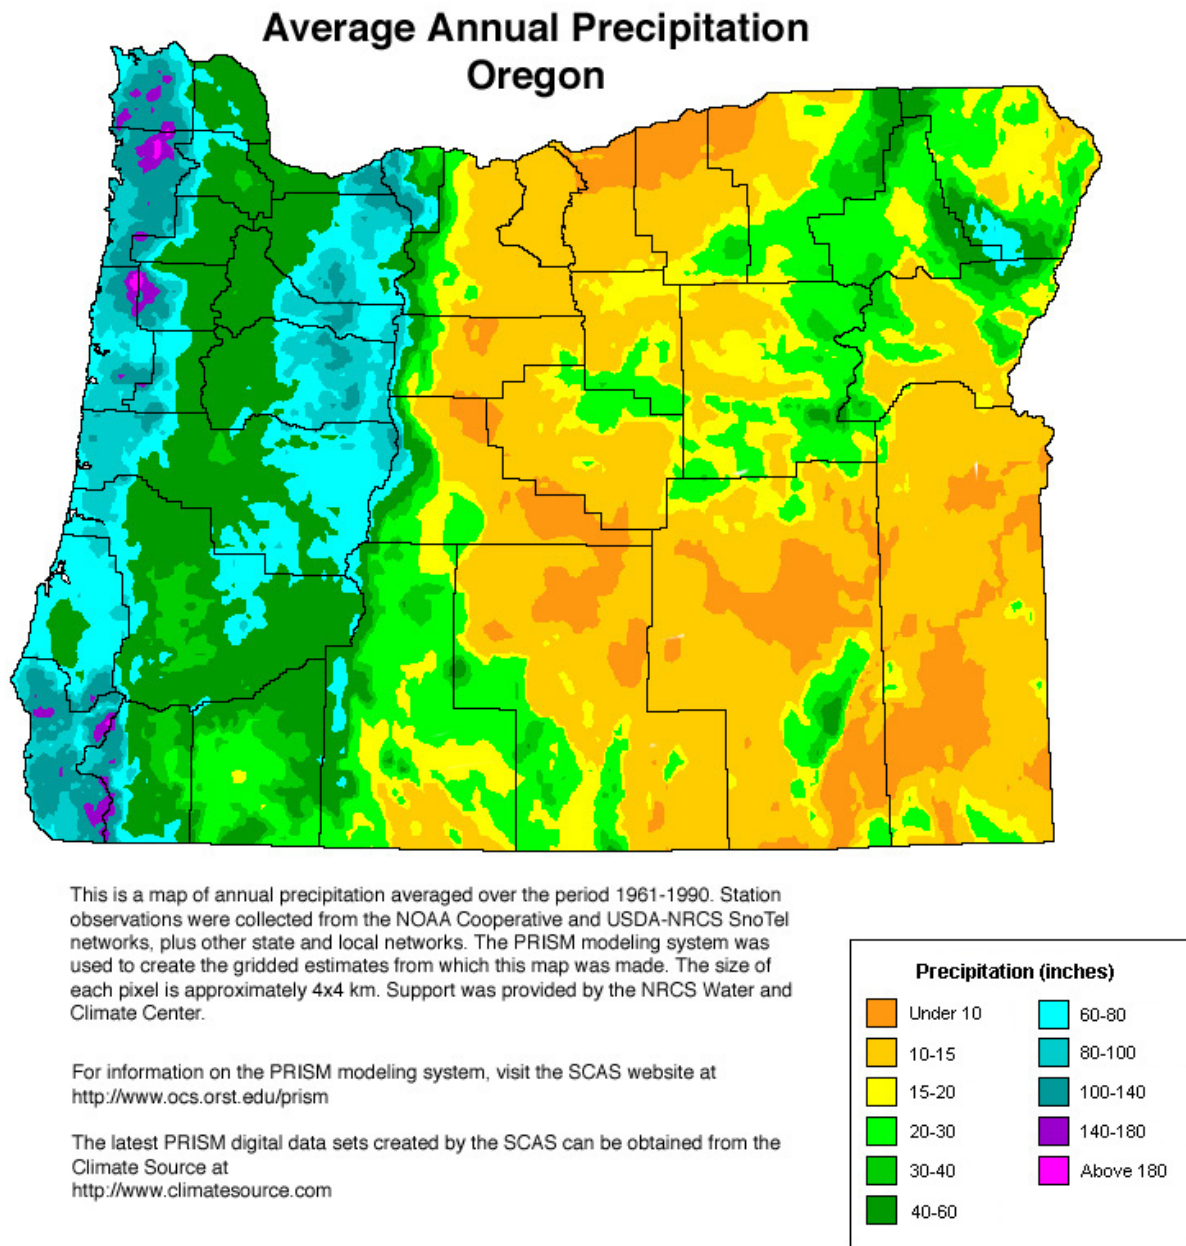 Average Annual Precipitation
Oregon
This is a map of annual precipitation averaged over the period 1961-1990. Station
observations were collected from the NOAA Cooperative and USDA-NRCS SnoTel
networks, plus other state and local networks. The PRISM modeling system was
used to create the gridded estimates from which this map was made. The size of
each pixel is approximately 4x4 km. Support was provided by the NRCS Water and
Climate Center.
For information on the PRISM modeling system, visit the SCAS website at
http://www.ocs.orst.edu/prism
The latest PRISM digital data sets created by the SCAS can be obtained from the
Climate Source at
http://www.climatesource.com
Precipitation (inches)
Under 10
10-15
15-20
20-30
30-40
40-60
60-80
80-100
100-140
140-180
Above 180